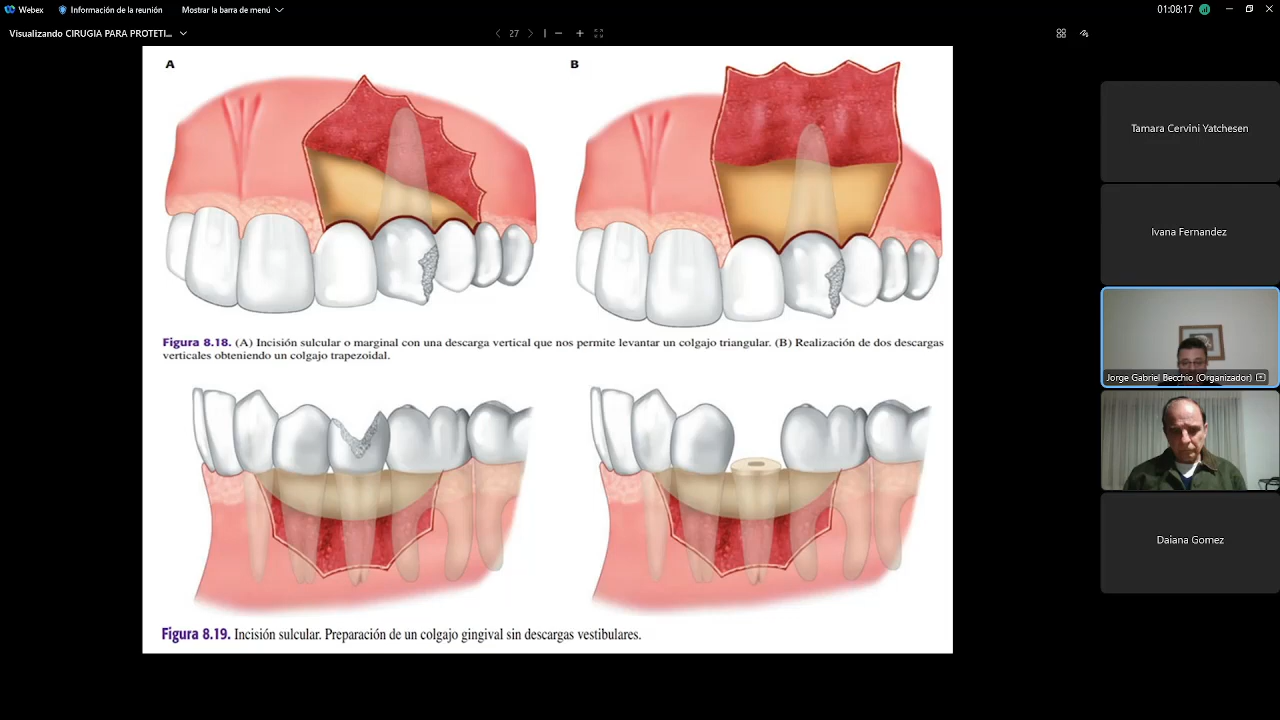 Webex
Información de la reunión
Mostrar la barra de menú
01:08:17
Visualizando CIRUGIA PARA PROTETI...
27
A
B
Figura 8.18. (A) Incisión sulcular o marginal con una descarga vertical que nos permite levantar un colgajo triangular. (B) Realización de dos descargas
verticales obteniendo un colgajo trapezoidal.
Figura 8.19. Incisión sulcular. Preparación de un colgajo gingival sin descargas vestibulares.
Tamara Cervini Yatchesen
Ivana Fernandez
Jorge Gabriel Becchio (Organizador)
Daiana Gomez